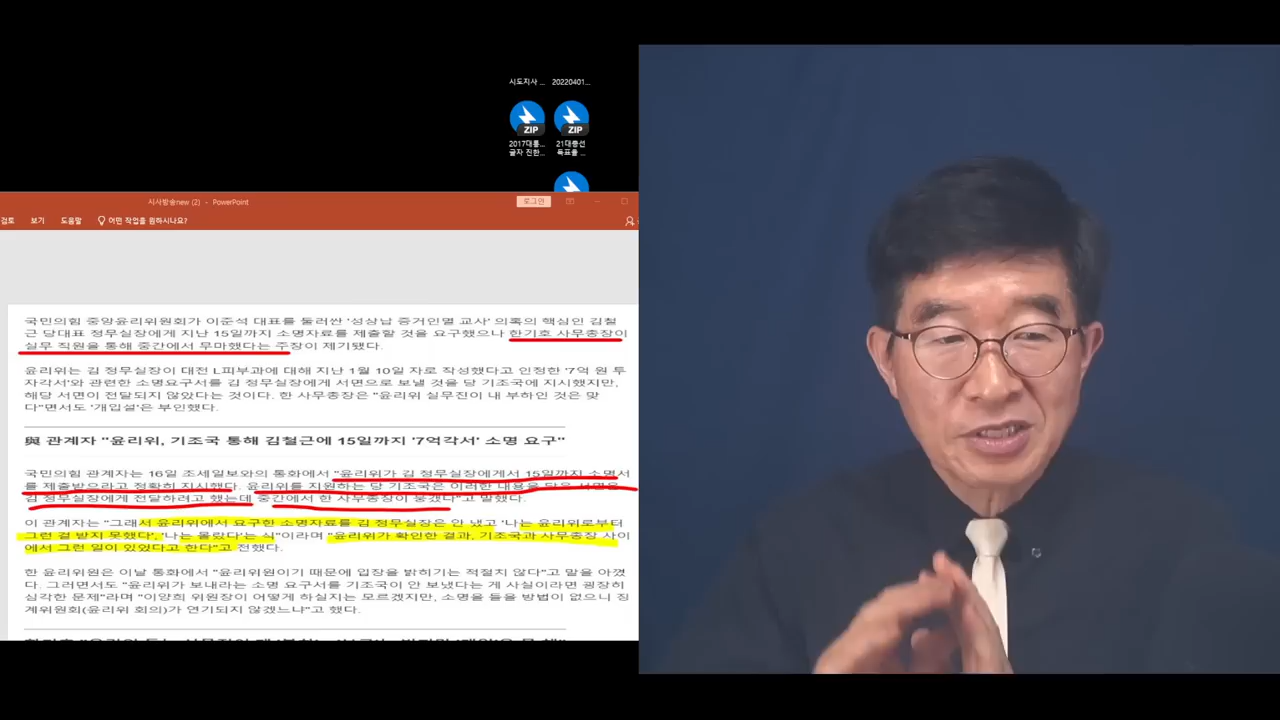 시도지사 ...
20220401...
ZIP
ZIP
2017대통...
글자 진한...
21대총선
득표율 ...
시사방송new (2) - PowerPoint
로그인
검토
보기
도움말
어떤 작업을 원하시나요?
국민의힘 중앙윤리위원회가 이준석 대표를 둘러싼 '성상납 증거인멸 교사' 의혹의 핵심인 김철
근 당대표 정무실장에게 지난 15일까지 소명자료를 제출할 것을 요구했으나 한기호 사무총장이
실무 직원을 통해 중간에서 무마했다는 주장이 제기됐다.
윤리위는 김 정무실장이 대전 L피부과에 대해 지난 1월 10일 자로 작성했다고 인정한 '7억 원 투
자각서'와 관련한 소명요구서를 김 정무실장에게 서면으로 보낼 것을 당 기조국에 지시했지만,
해당 서면이 전달되지 않았다는 것이다. 한 사무총장은 "윤리위 실무진이 내 부하인 것은 맞
다"면서도 '개입설'은 부인했다.
與 관계자 "윤리위, 기조국 통해 김철근에 15일까지 '7억각서' 소명 요구"
국민의힘 관계자는 16일 조세일보와의 통화에서 "윤리위가 김 정무실장에게서 15일까지 소명서
를 제출받으라고 정확히 지시했다. 윤리위를 지원하는 당 기조국은 이러한 내용을 담은 서면을
김 정무실장에게 전달하려고 했는데 중간에서 한 사무총장이 뭉갰다"고 말했다.
이 관계자는 "그래서 윤리위에서 요구한 소명자료를 김 정무실장은 안 냈고 '나는 윤리위로부터
그런 걸 받지 못했다', '나는 몰랐다'는 식"이라며 "윤리위가 확인한 결과, 기조국과 사무총장 사이
에서 그런 일이 있었다고 한다"고 전했다.
한 윤리위원은 이날 통화에서 "윤리위원이기 때문에 입장을 밝히기는 적절치 않다"고 말을 아꼈
다. 그러면서도 "윤리위가 보내라는 소명 요구서를 기조국이 안 보냈다는 게 사실이라면 굉장히
심각한 문제"라며 "이양희 위원장이 어떻게 하실지는 모르겠지만, 소명을 들을 방법이 없으니 징
계위원회(윤리위 회의)가 연기되지 않겠느냐"고 했다.